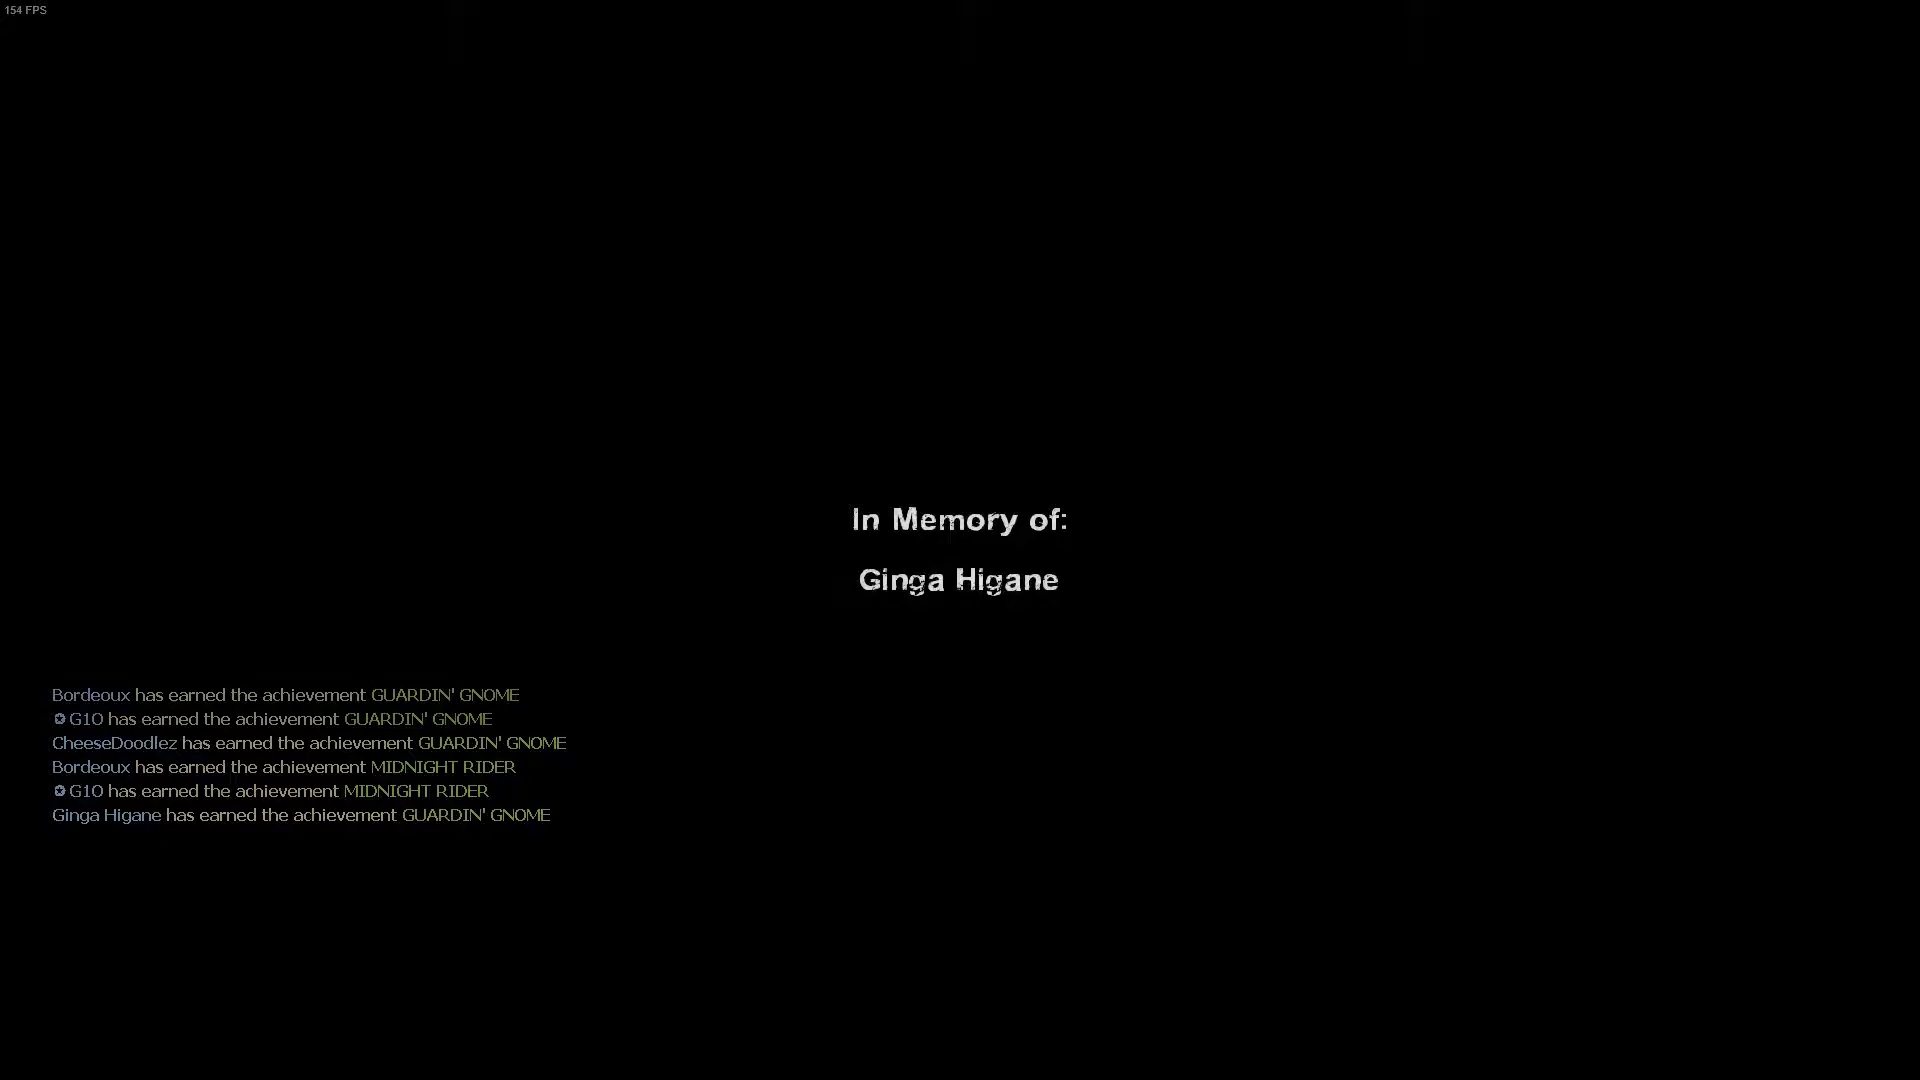 154 FPS
In Memory of:
Ginga Higane
Bordeoux has earned the achievement GUARDIN' GNOME
✪ G1O has earned the achievement GUARDIN' GNOME
CheeseDoodlez has earned the achievement GUARDIN' GNOME
Bordeoux has earned the achievement MIDNIGHT RIDER
✪ G1O has earned the achievement MIDNIGHT RIDER
Ginga Higane has earned the achievement GUARDIN' GNOME